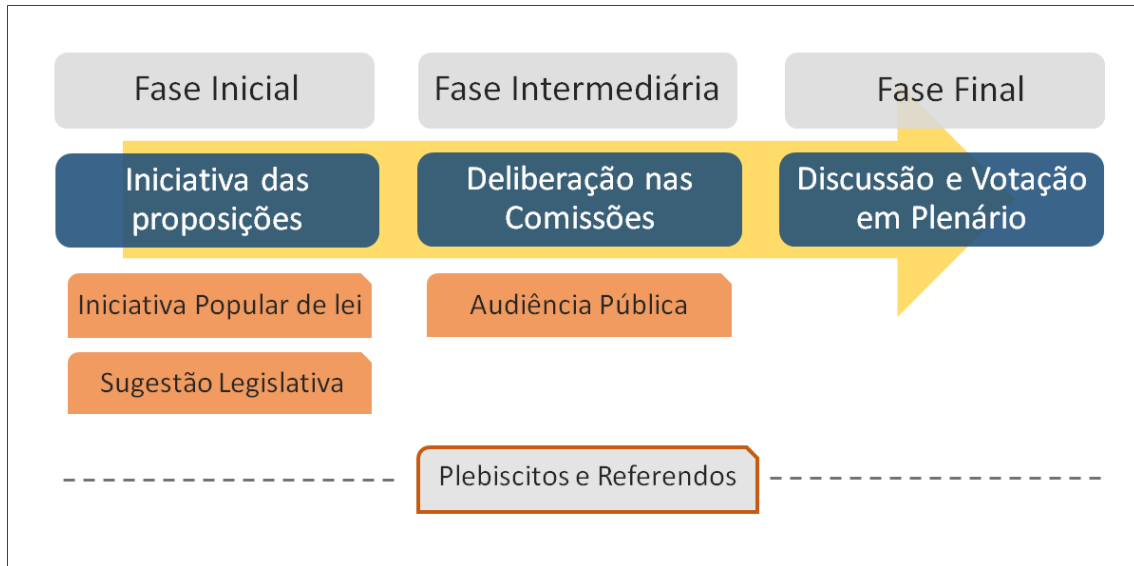 Fase Inicial
Fase Intermediária
Fase Final
Iniciativa das
proposições
Deliberação nas
Comissões
Discussão e Votação
em Plenário
Iniciativa Popular de lei
Audiência Pública
Sugestão Legislativa
Plebiscitos e Referendos